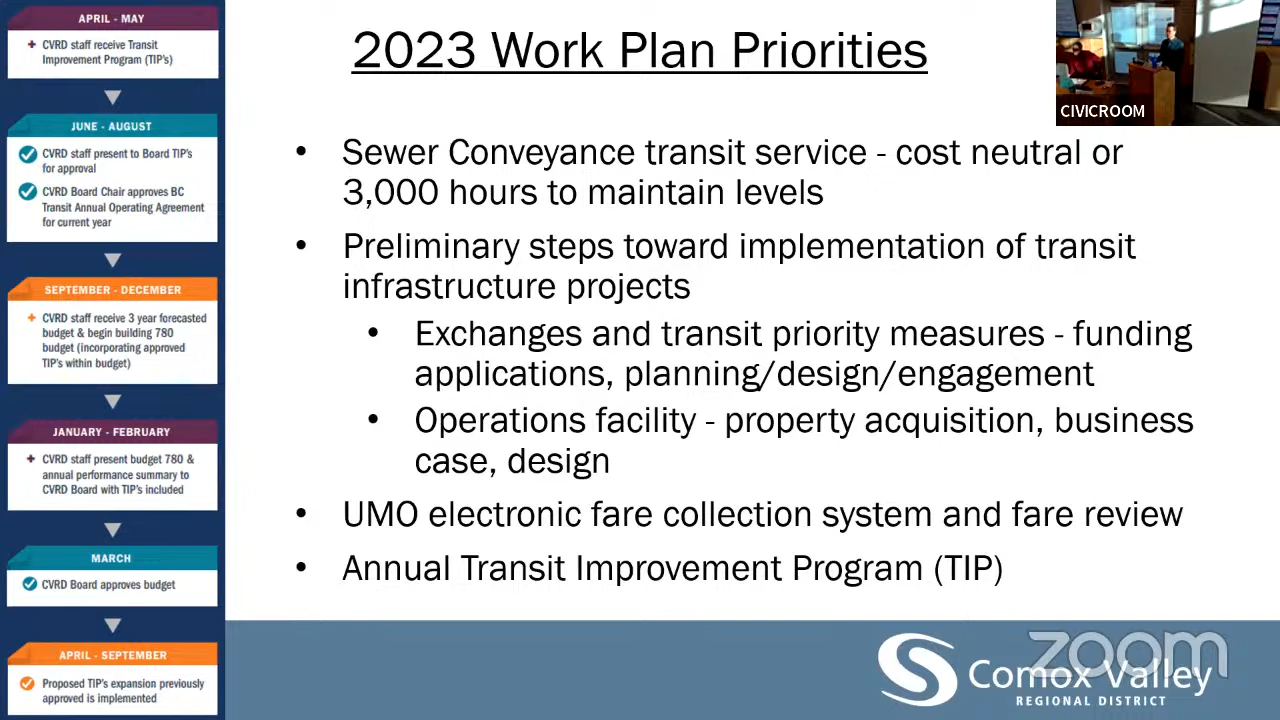 APRIL - MAY
+ CVRD staff receive Transit
Improvement Program (TIP's)
JUNE - AUGUST
CVRD staff present to Board TIP's
for approval
CVRD Board Chair approves BC
Transit Annual Operating Agreement
for current year
SEPTEMBER - DECEMBER
+ CVRD staff receive 3 year forecasted
budget & begin building 780
budget (incorporating approved
TIP's within budget)
JANUARY - FEBRUARY
+ CVRD staff present budget 780 &
annual performance summary to
CVRD Board with TIP's included
MARCH
CVRD Board approves budget
APRIL - SEPTEMBER
Proposed TIP's expansion previously
approved is implemented
2023 Work Plan Priorities
• Sewer Conveyance transit service - cost neutral or
3,000 hours to maintain levels
• Preliminary steps toward implementation of transit
infrastructure projects
• Exchanges and transit priority measures - funding
applications, planning/design/engagement
• Operations facility - property acquisition, business
case, design
• UMO electronic fare collection system and fare review
• Annual Transit Improvement Program (TIP)
CIVICROOM
zoom
Comox Valley
REGIONAL DISTRICT